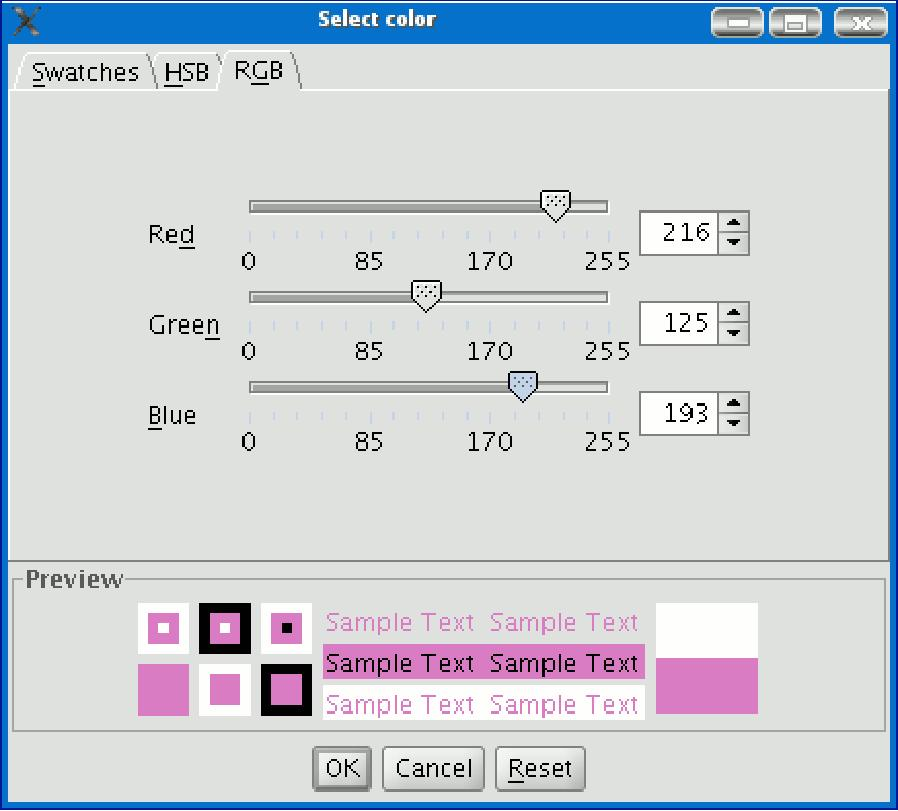 Select color
Swatches HSB RGB
Red
216
0 85 170 255
Green
125
0 85 170 255
Blue
193
0 85 170 255
Preview
Sample Text Sample Text
Sample Text Sample Text
Sample Text Sample Text
OK Cancel Reset